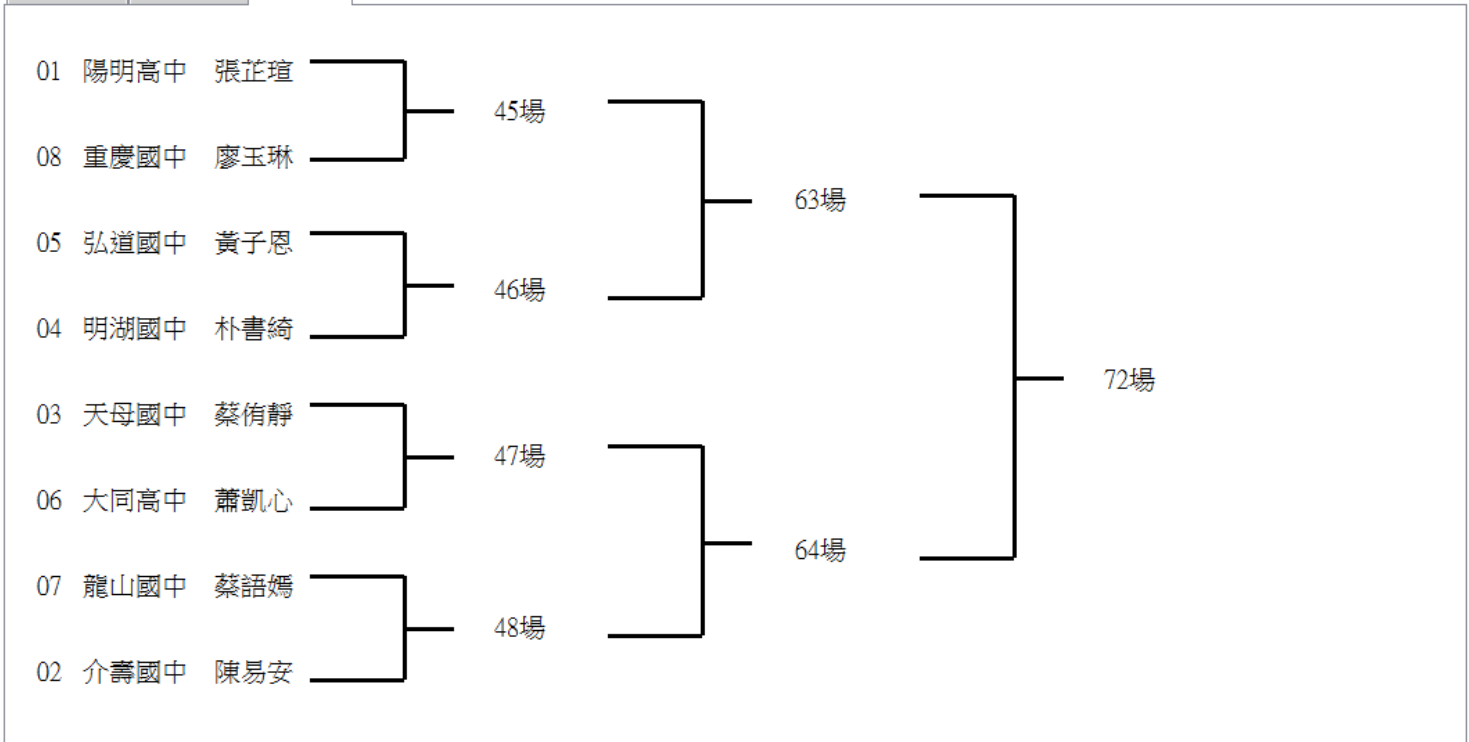 01 陽明高中 張芷瑄
45場
08 重慶國中 廖玉琳
63場
05 弘道國中 黃子恩
46場
04 明湖國中 朴書綺
72場
03 天母國中 蔡侑靜
47場
06 大同高中 蕭凱心
64場
07 龍山國中 蔡語嫣
48場
02 介壽國中 陳易安